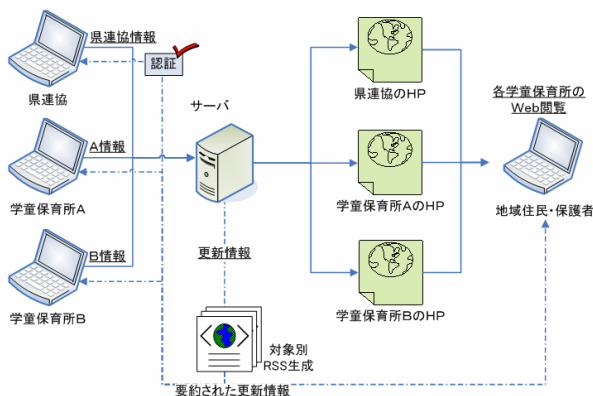 県連協情報
認証
県連協
サーバ
県連協のHP
各学童保育所の
Web閲覧
A情報
学童保育所A
学童保育所AのHP
地域住民・保護者
B情報
更新情報
学童保育所B
学童保育所BのHP
対象別
RSS生成
要約された更新情報